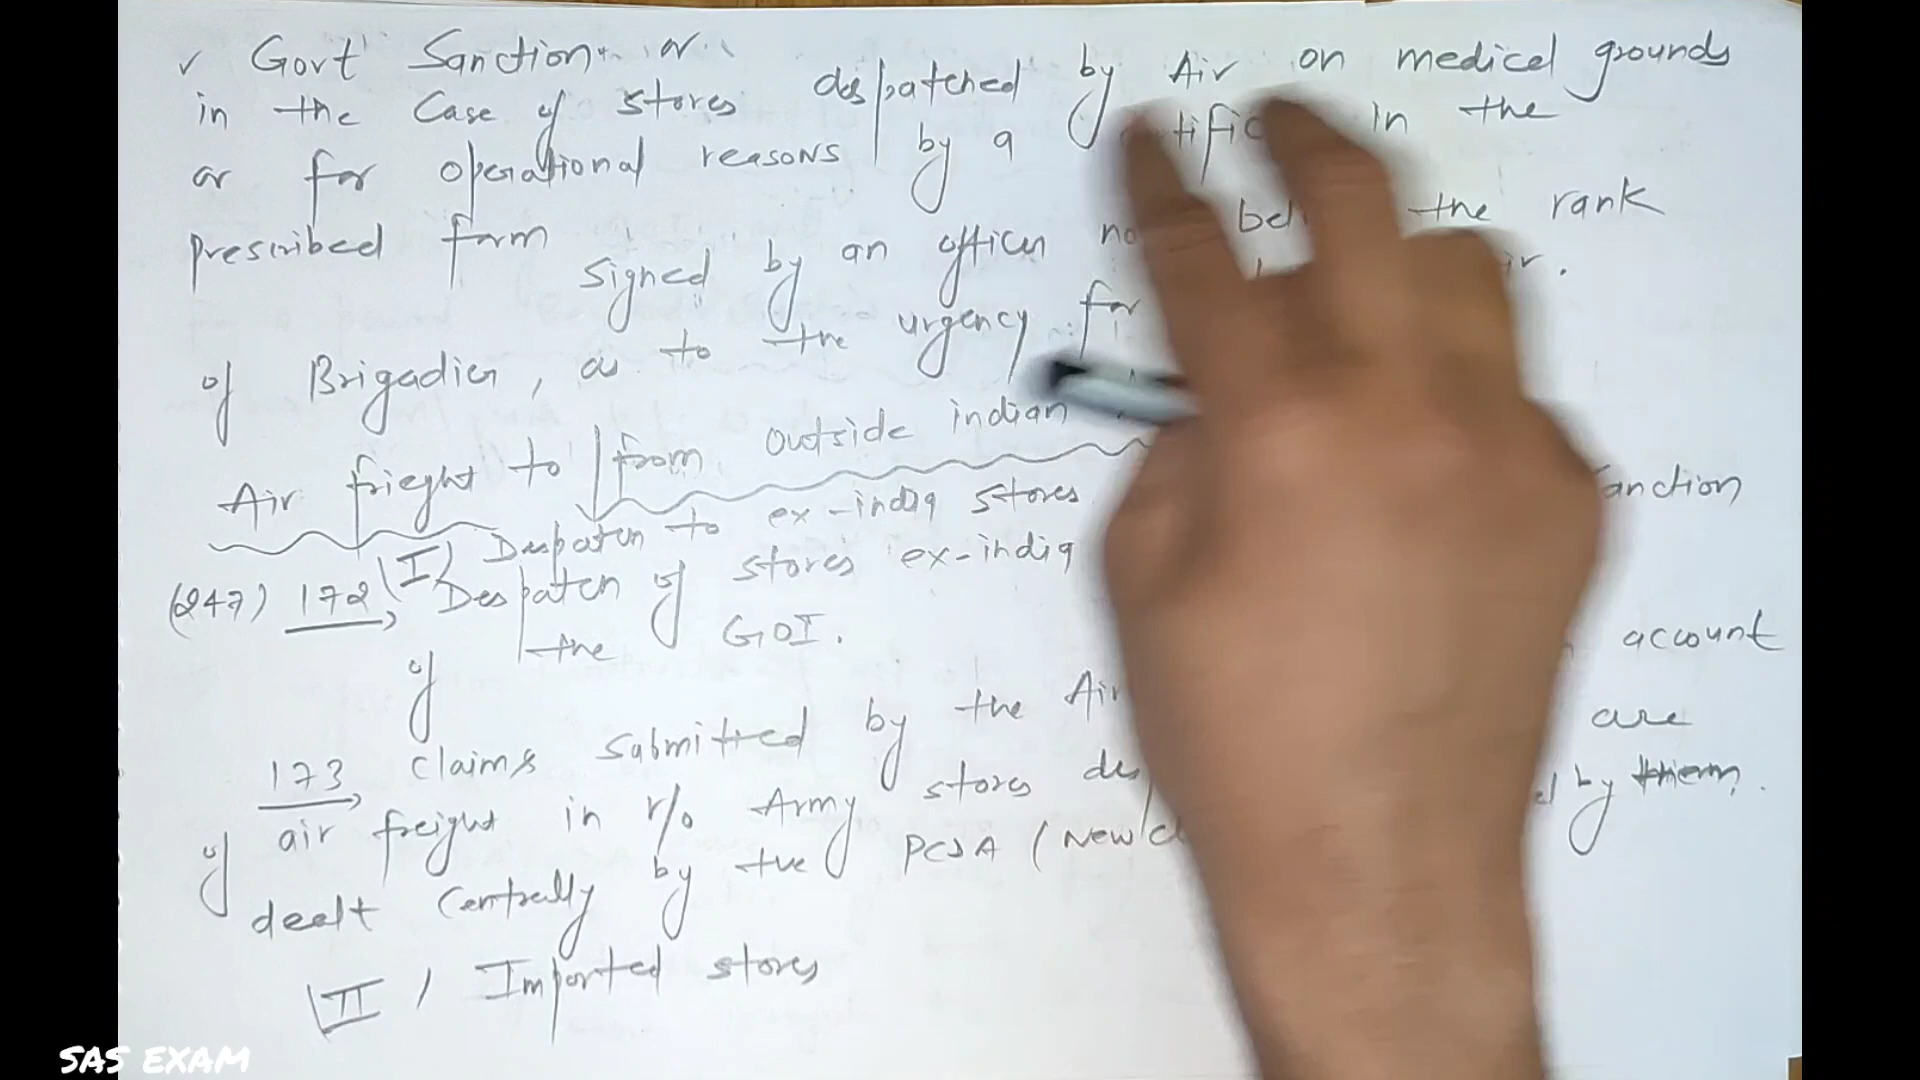 ✓ Govt Sanction. or
in the Case of stores despatched by Air on medical grounds
or for operational reasons by a in the
prescribed form signed by an officer the rank
of Brigadier, as to the urgency for
Air frieght to / from outside indian
(I) Despatch to ex-india stores
(247) 172, Despatch of stores ex-india
of the GOI.
173, claims submitted by the Air account
of air freight in r/o Army stores are
dealt Centrally by the PCDA ( New by them.
(II) Imported stores
SAS EXAM